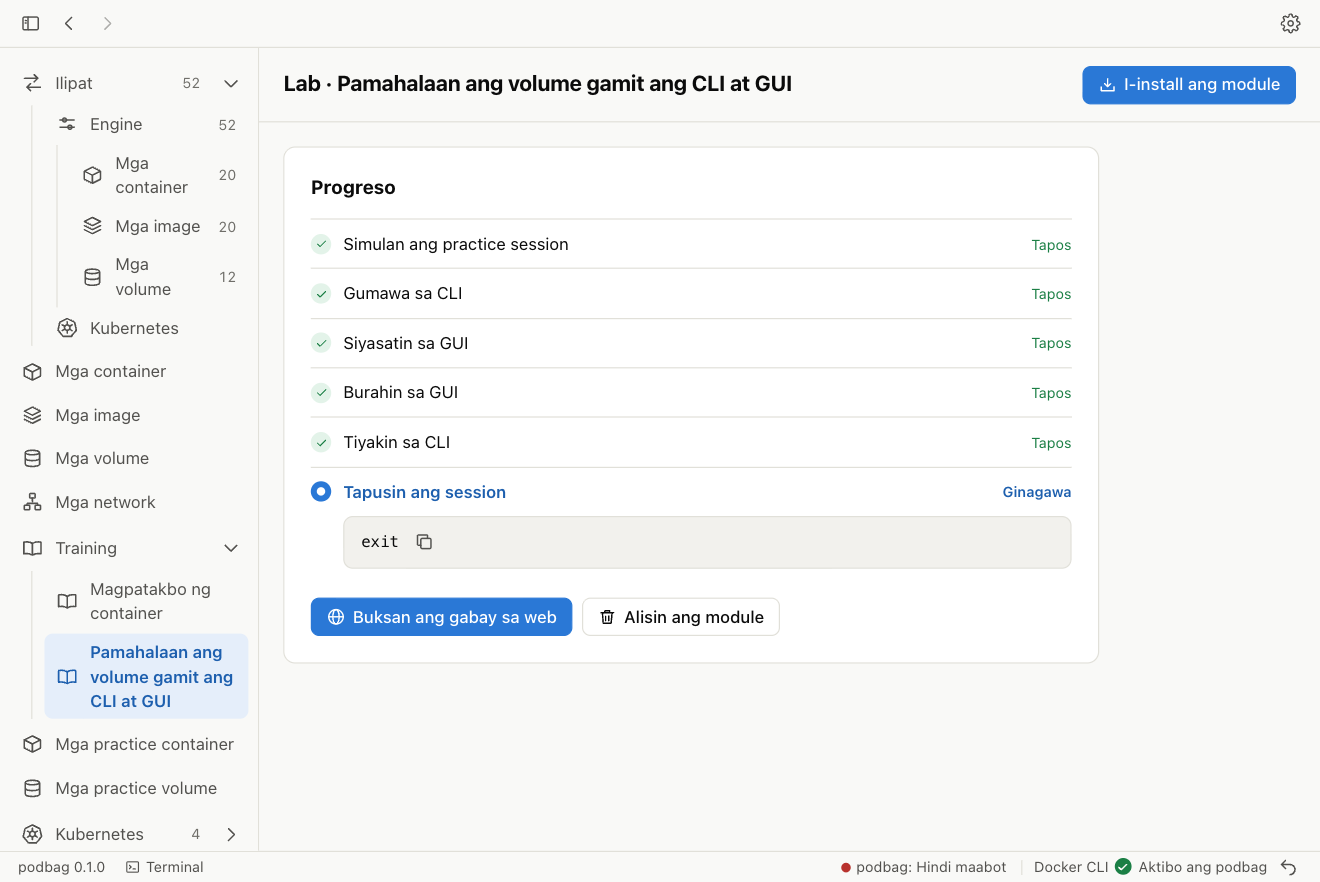 Ilipat 52
Engine 52
Mga
container 20
Mga image 20
Mga
volume 12
Kubernetes
Mga container
Mga image
Mga volume
Mga network
Training
Magpatakbo ng
container
Pamahalaan ang
volume gamit ang
CLI at GUI
Mga practice container
Mga practice volume
Kubernetes 4
Lab · Pamahalaan ang volume gamit ang CLI at GUI
I-install ang module
Progreso
Simulan ang practice session Tapos
Gumawa sa CLI Tapos
Siyasatin sa GUI Tapos
Burahin sa GUI Tapos
Tiyakin sa CLI Tapos
Tapusin ang session Ginagawa
exit
Buksan ang gabay sa web Alisin ang module
podbag 0.1.0 Terminal podbag: Hindi maabot Docker CLI Aktibo ang podbag